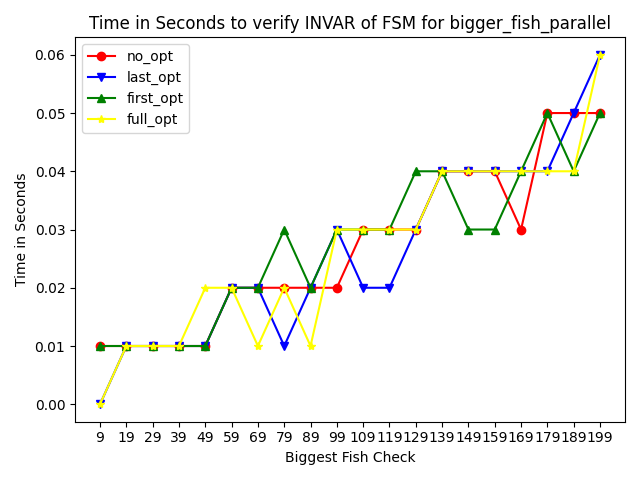 Time in Seconds to verify INVAR of FSM for bigger_fish_parallel
no_opt
last_opt
first_opt
full_opt
Time in Seconds
0.06
0.05
0.04
0.03
0.02
0.01
0.00
9 19 29 39 49 59 69 79 89 99 109 119 129 139 149 159 169 179 189 199
Biggest Fish Check